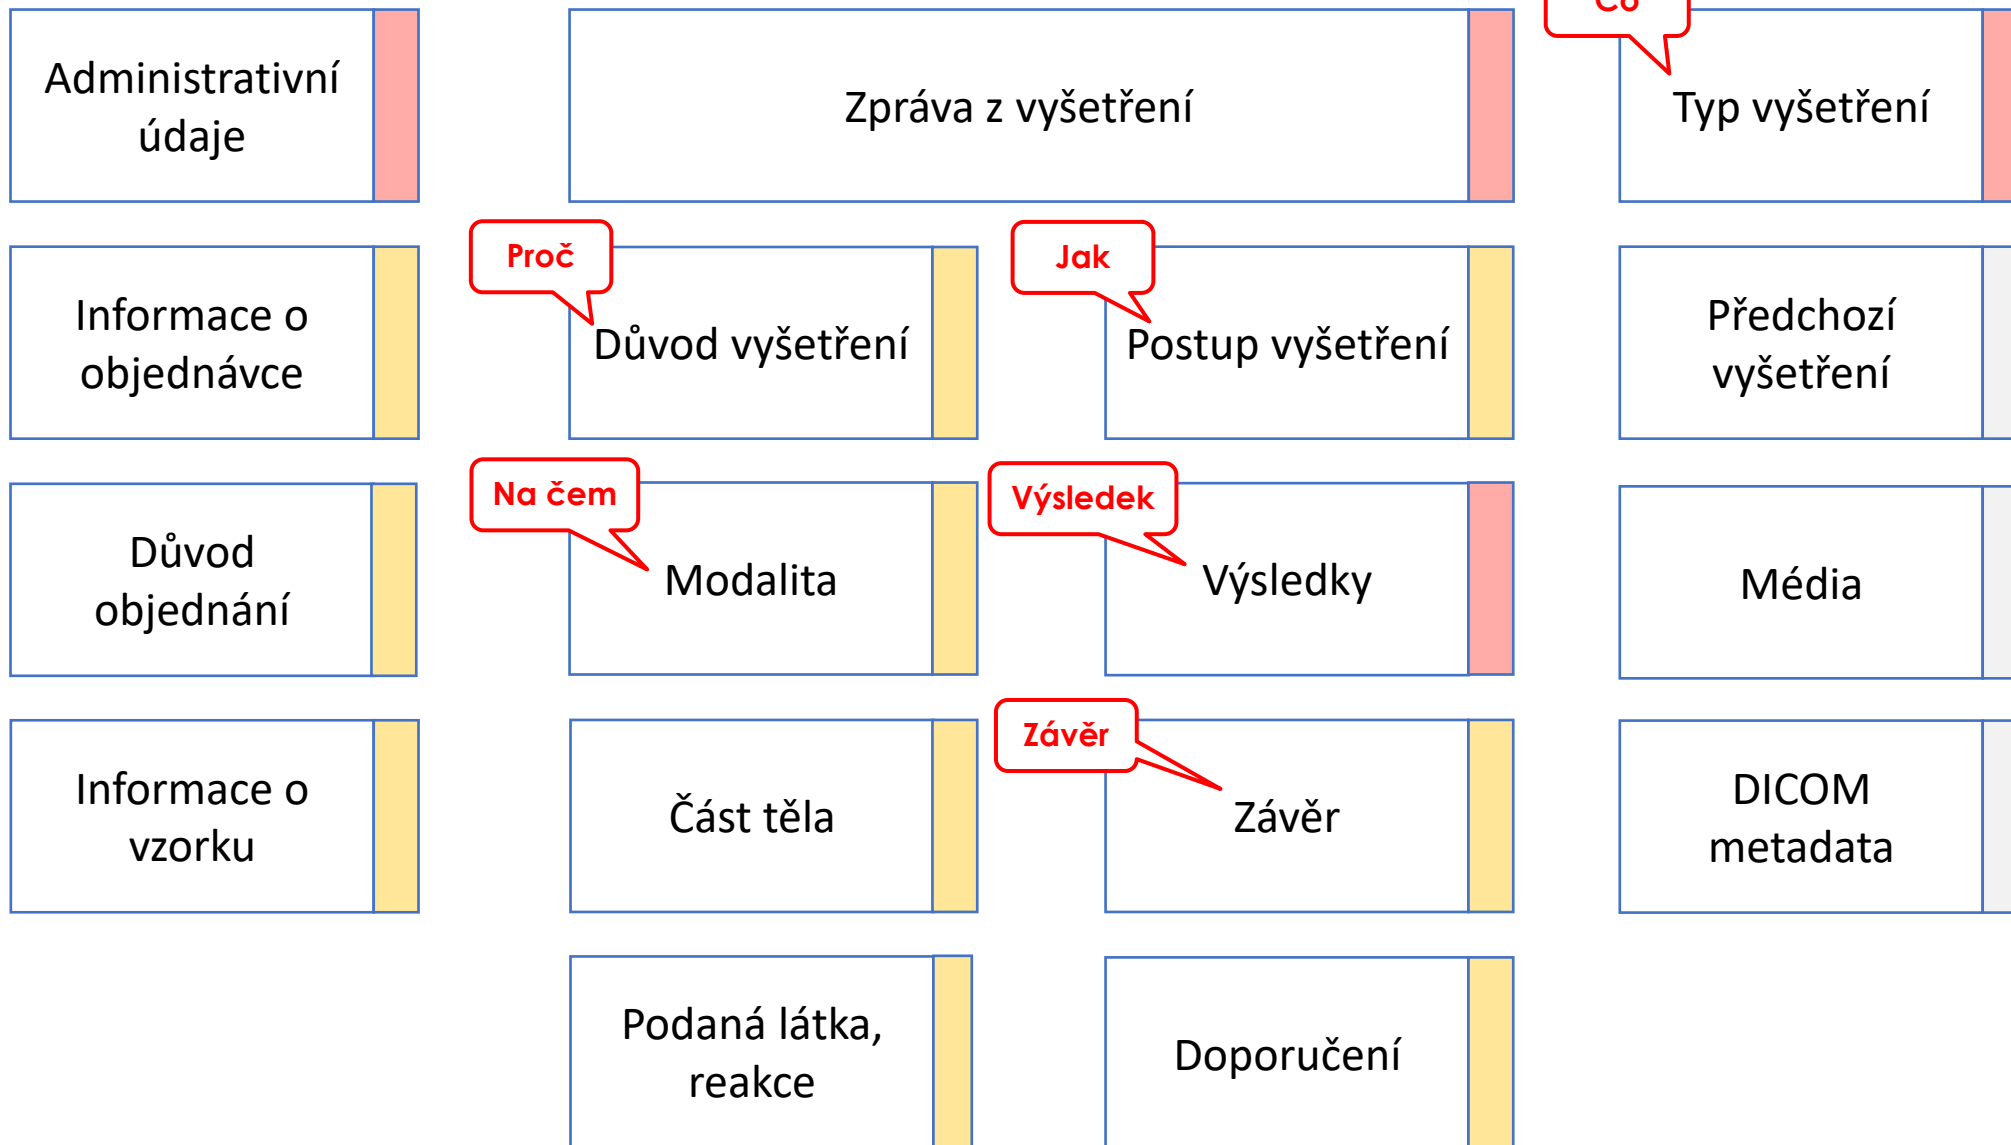 Co
Administrativní
údaje
Zpráva z vyšetření
Typ vyšetření
Proč
Jak
Informace o
objednávce
Důvod vyšetření
Postup vyšetření
Předchozí
vyšetření
Na čem
Výsledek
Důvod
objednání
Modalita
Výsledky
Média
Závěr
Informace o
vzorku
Část těla
Závěr
DICOM
metadata
Podaná látka,
reakce
Doporučení